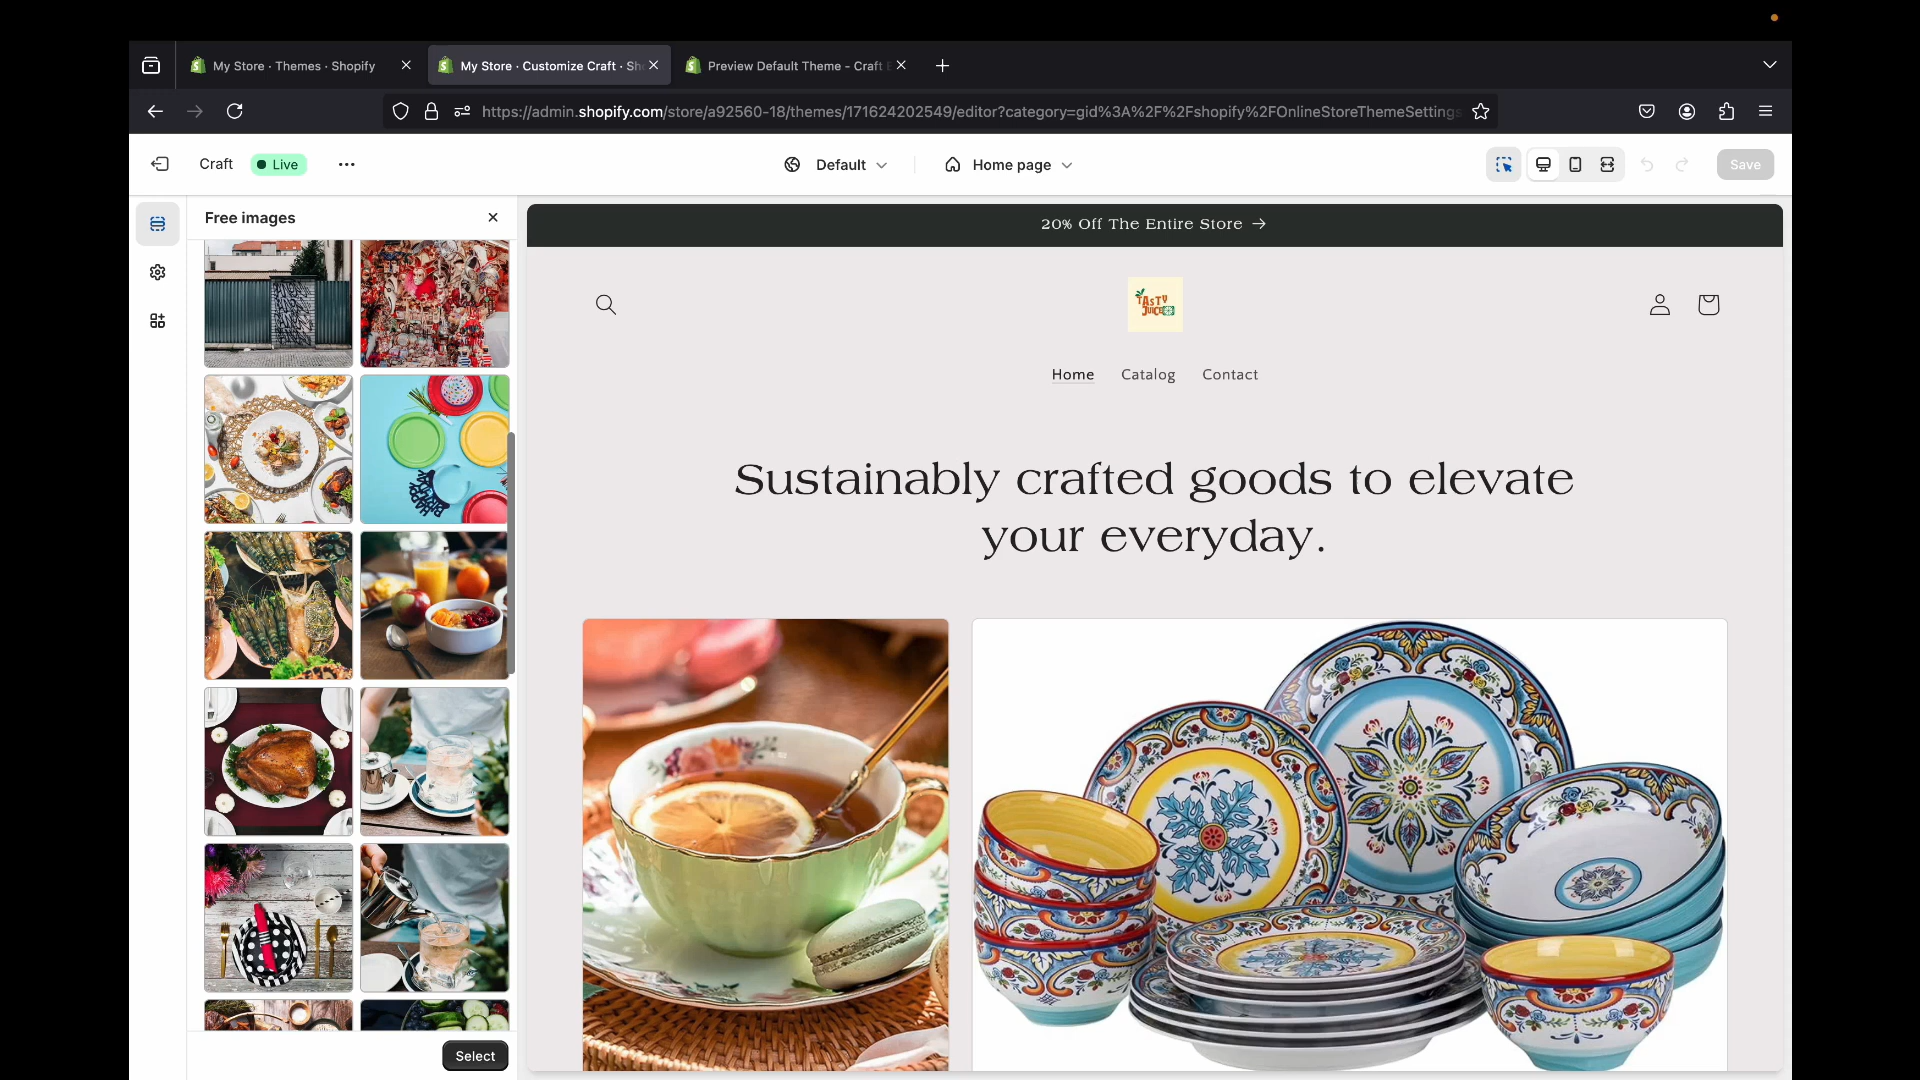 My Store · Themes · Shopify
My Store · Customize Craft · Sh
Preview Default Theme - Craft
https://admin.shopify.com/store/a92560-18/themes/171624202549/editor?category=gid%3A%2F%2Fshopify%2FOnlineStoreThemeSettings
Craft
Live
Default
Home page
Save
Free images
20% Off The Entire Store →
TASTY
JUICE
Home
Catalog
Contact
Sustainably crafted goods to elevate
your everyday.
Select